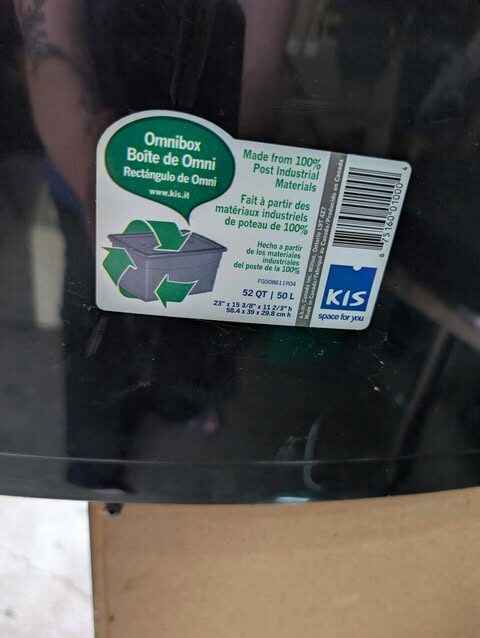 Omnibox
Boîte de Omni
Rectángulo de Omni
www.kis.it
Made from 100%
Post Industrial
Materials
Fait à partir des
matériaux industriels
de poteau de 100%
Hecho a partir
de los materiales
industriales
del poste de la 100%
52 QT | 50 L
23" x 15 3/8" x 11 2/3" h
58.4 x 39 x 29.8 cm h
KIS
space for you